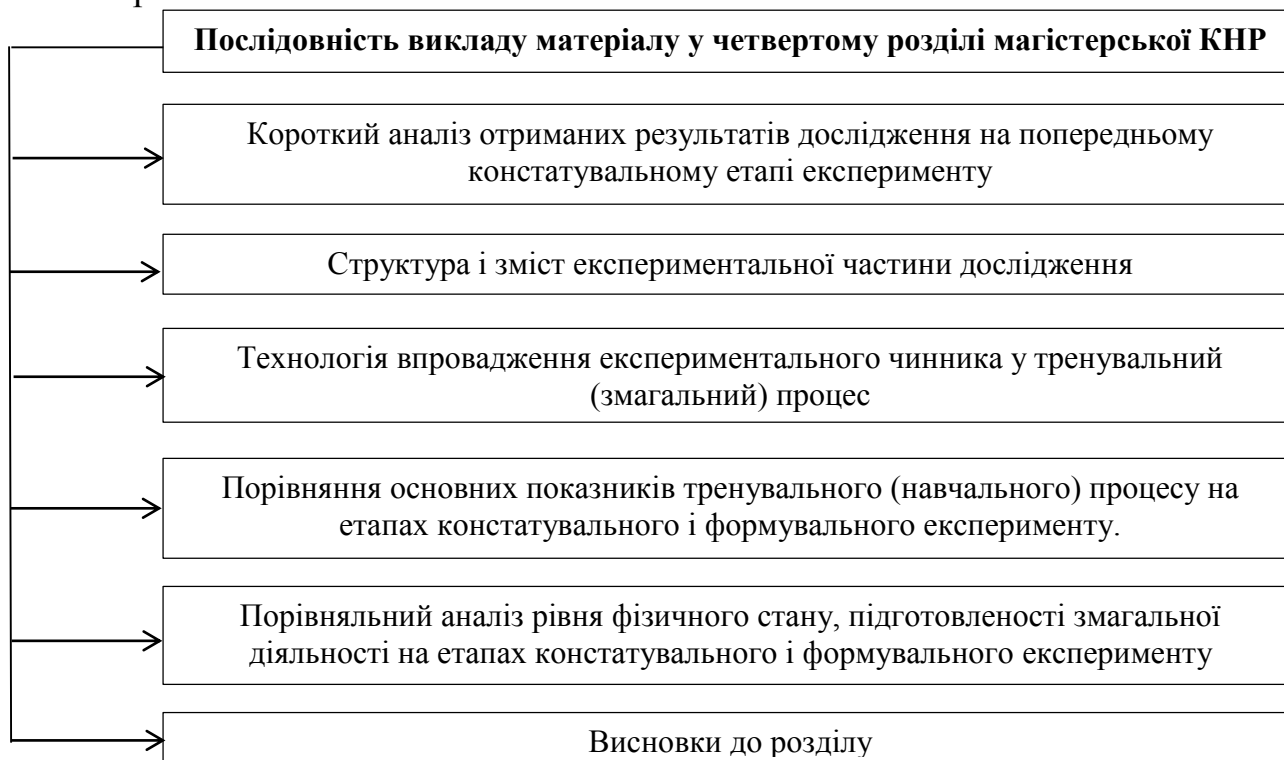 Послідовність викладу матеріалу у четвертому розділі магістерської КНР
Короткий аналіз отриманих результатів дослідження на попередньому
констатувальному етапі експерименту
Структура і зміст експериментальної частини дослідження
Технологія впровадження експериментального чинника у тренувальний
(змагальний) процес
Порівняння основних показників тренувального (навчального) процесу на
етапах констатувального і формувального експерименту.
Порівняльний аналіз рівня фізичного стану, підготовленості змагальної
діяльності на етапах констатувального і формувального експерименту
Висновки до розділу